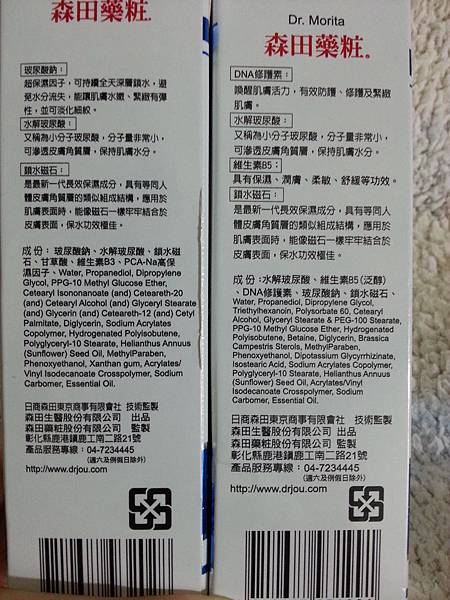 森田藥粧®
玻尿酸鈉：
超保濕因子，可持續全天深層鎖水，避
免水分流失，能讓肌膚水嫩、緊緻有彈
性，並可淡化細紋。
水解玻尿酸：
又稱為小分子玻尿酸，分子量非常小，
可滲透皮膚角質層，保持肌膚水分。
鎖水磁石：
是最新一代長效保濕成分，具有等同人
體皮膚角質層的類似組成結構，應用於
肌膚表面時，能像磁石一樣牢牢結合於
皮膚表面，保水功效極佳。
成份：玻尿酸鈉、水解玻尿酸、鎖水磁
石、甘草酸、維生素B3、PCA-Na高保
濕因子、Water, Propanediol, Dipropylene
Glycol, PPG-10 Methyl Glucose Ether,
Cetearyl Isononanoate (and) Ceteareth-20
(and) Cetearyl Alcohol (and) Glyceryl Stearate
(and) Glycerin (and) Ceteareth-12 (and) Cetyl
Palmitate, Diglycerin, Sodium Acrylates
Copolymer, Hydrogenated Polyisobutene,
Polyglyceryl-10 Stearate, Helianthus Annuus
(Sunflower) Seed Oil, MethylParaben,
Phenoxyethanol, Xanthan gum, Acrylates/
Vinyl Isodecanoate Crosspolymer, Sodium
Carbomer, Essential Oil.
日商森田東京商事有限會社 技術監製
森田生醫股份有限公司 出品
森田藥粧股份有限公司 監製
彰化縣鹿港鎮鹿工南二路21號
產品服務專線：04-7234445
(週六及例假日除外)
http://www.drjou.com/
Dr. Morita
森田藥粧®
DNA修護素：
喚醒肌膚活力，有效防護、修護及緊緻
肌膚。
水解玻尿酸：
又稱為小分子玻尿酸，分子量非常小，
可滲透皮膚角質層，保持肌膚水分。
維生素B5：
具有保濕、潤膚、柔敏、舒緩等功效。
鎖水磁石：
是最新一代長效保濕成分，具有等同人
體皮膚角質層的類似組成結構，應用於
肌膚表面時，能像磁石一樣牢牢結合於
皮膚表面，保水功效極佳。
成份：水解玻尿酸、維生素B5(泛醇)
、DNA修護素、玻尿酸鈉、鎖水磁石、
Water, Propanediol, Dipropylene Glycol,
Triethylhexanoin, Polysorbate 60, Cetearyl
Alcohol, Glyceryl Stearate & PEG-100 Stearate,
PPG-10 Methyl Glucose Ether, Hydrogenated
Polyisobutene, Betaine, Diglycerin, Brassica
Campestris Sterols, MethylParaben,
Phenoxyethanol, Dipotassium Glycyrrhizinate,
Isostearic Acid, Sodium Acrylates Copolymer,
Polyglyceryl-10 Stearate, Helianthus Annuus
(Sunflower) Seed Oil, Acrylates/Vinyl
Isodecanoate Crosspolymer, Sodium
Carbomer, Essential Oil.
日商森田東京商事有限會社 技術監製
森田生醫股份有限公司 出品
森田藥粧股份有限公司 監製
彰化縣鹿港鎮鹿工南二路21號
產品服務專線：04-7234445
(週六及例假日除外)
http://www.drjou.com/